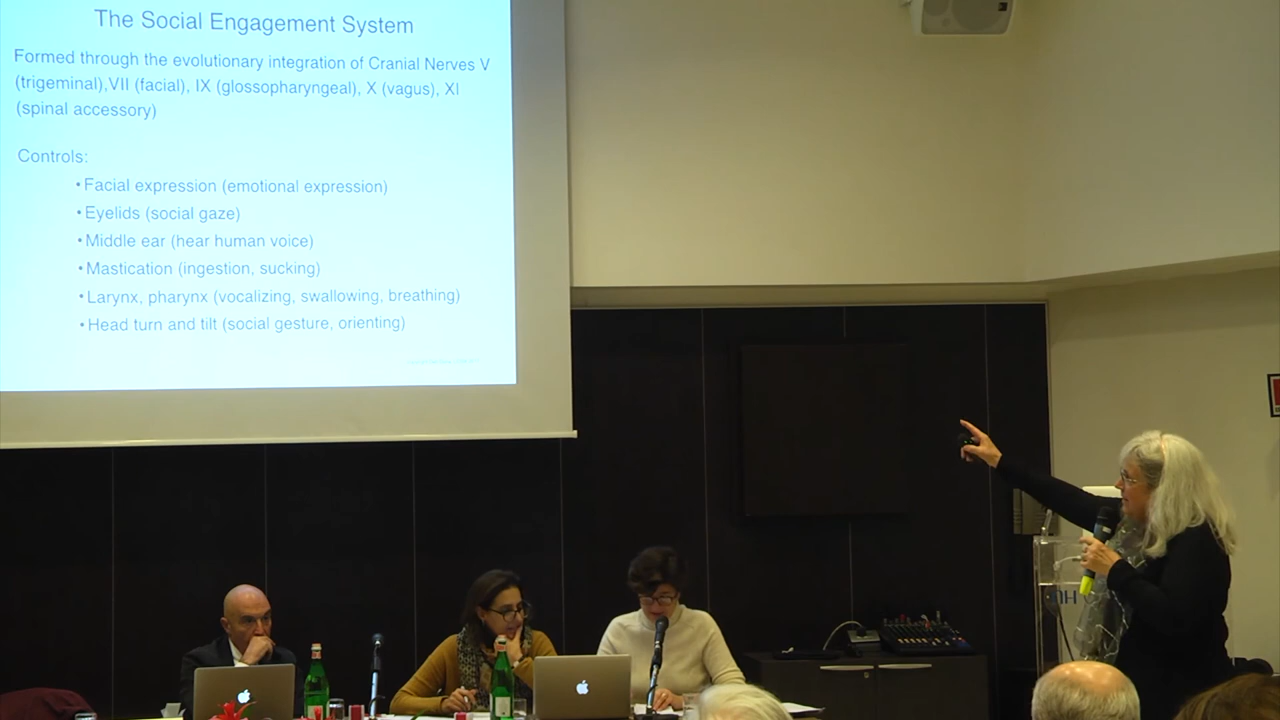 The Social Engagement System
Formed through the evolutionary integration of Cranial Nerves V
(trigeminal),VII (facial), IX (glossopharyngeal), X (vagus), XI
(spinal accessory)
Controls:
•Facial expression (emotional expression)
•Eyelids (social gaze)
•Middle ear (hear human voice)
•Mastication (ingestion, sucking)
•Larynx, pharynx (vocalizing, swallowing, breathing)
•Head turn and tilt (social gesture, orienting)
NH